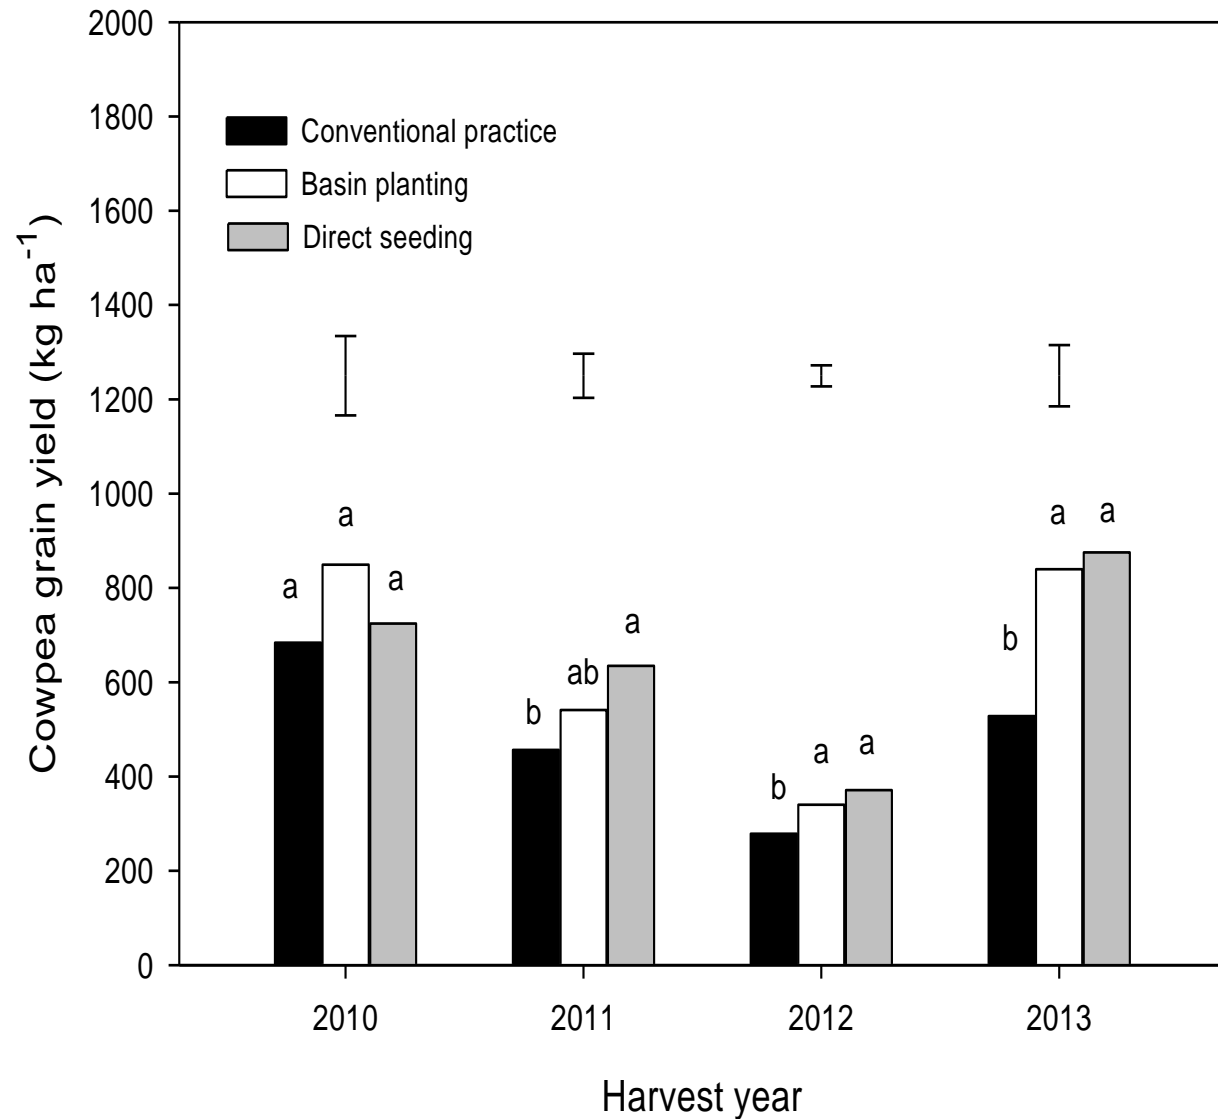 2000
1800
1600
1400
1200
1000
800
600
400
200
0
Cowpea grain yield (kg ha⁻¹)
Conventional practice
Basin planting
Direct seeding
a
a
a
b
ab
a
b
a
a
b
a
a
2010
2011
2012
2013
Harvest year